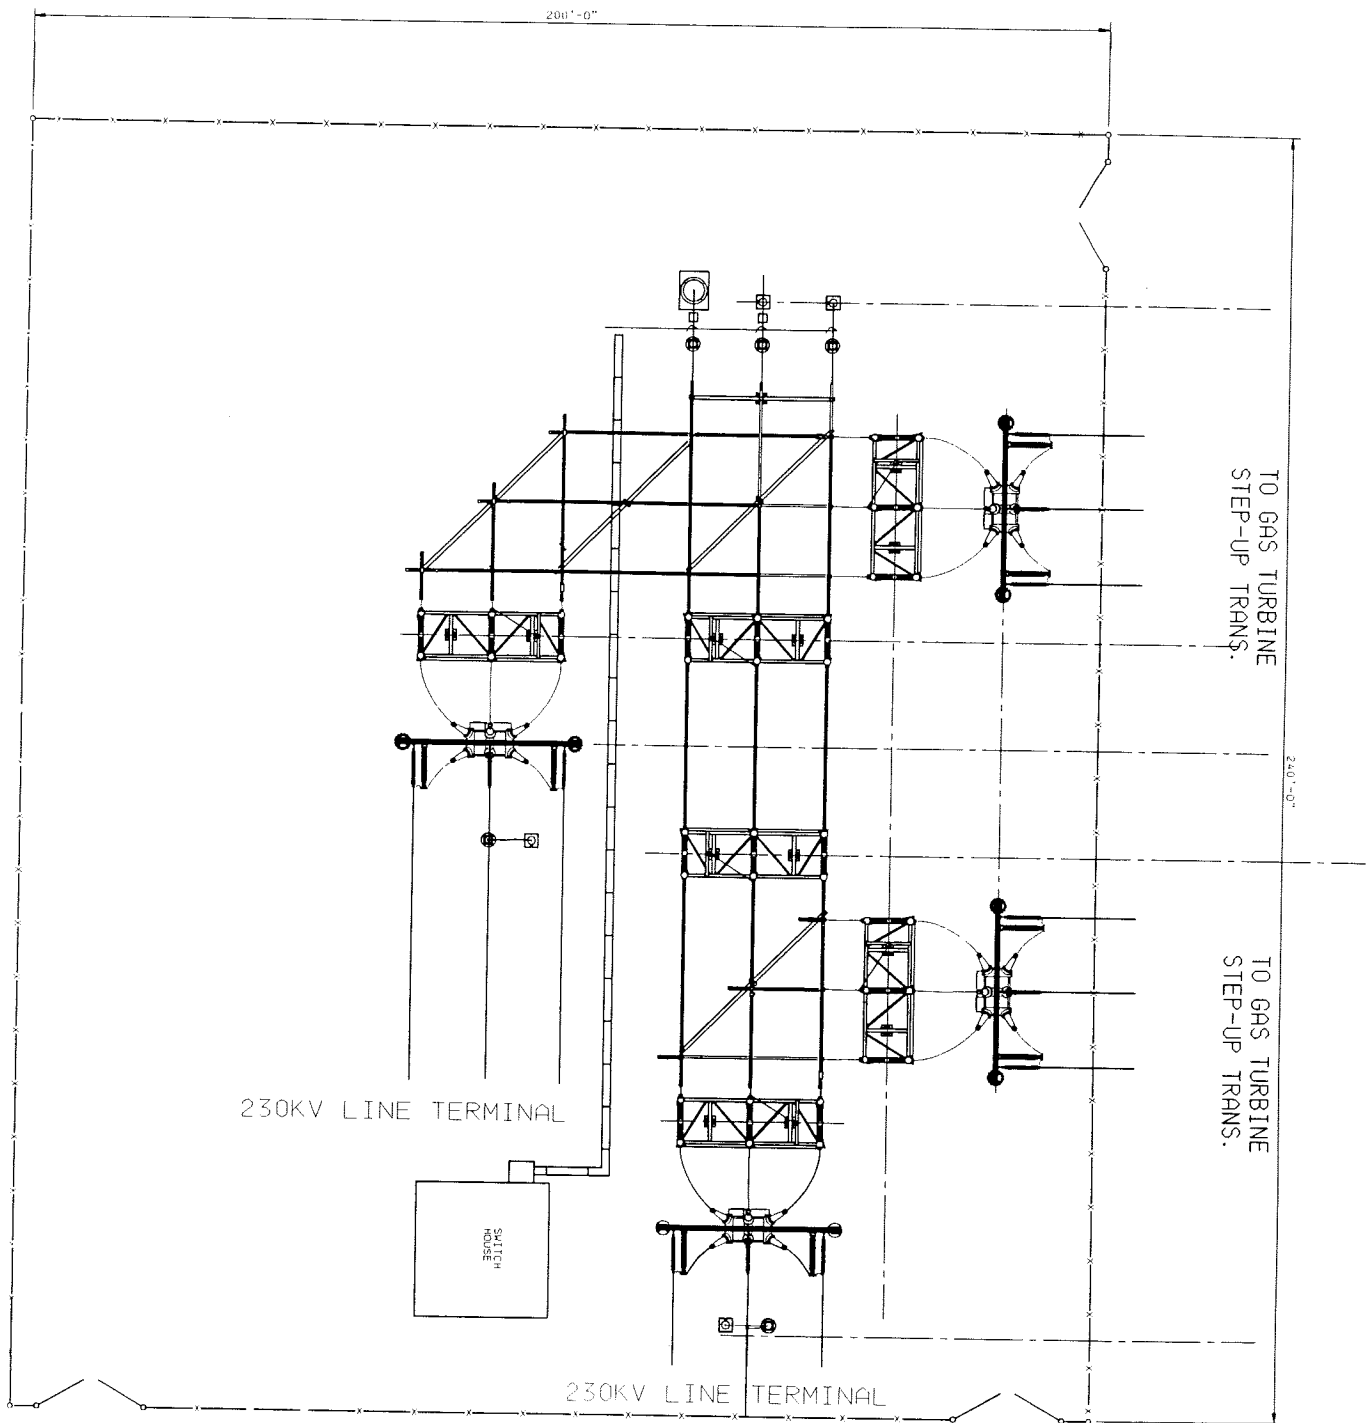 200'-0"
TO GAS TURBINE
STEP-UP TRANS.
240'-0"
TO GAS TURBINE
STEP-UP TRANS.
230KV LINE TERMINAL
SWITCH
HOUSE
230KV LINE TERMINAL